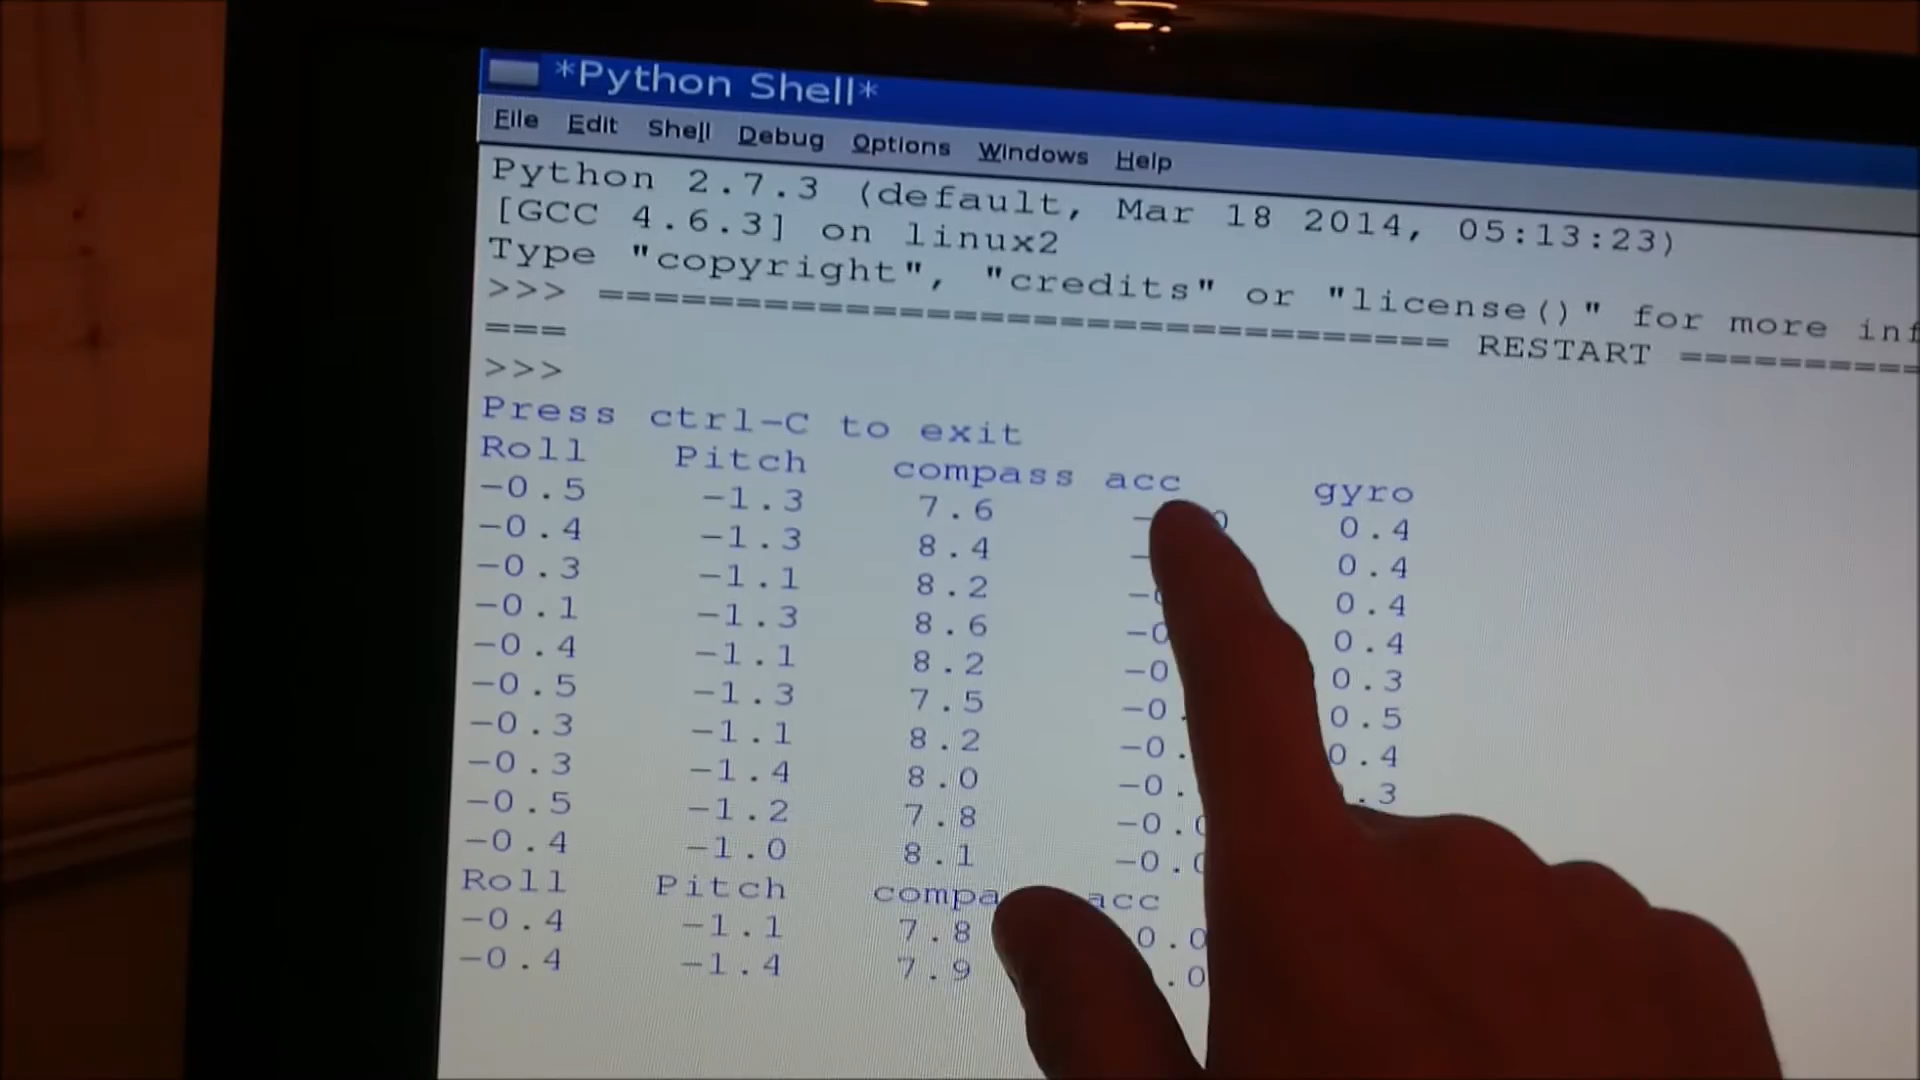 *Python Shell*
File Edit Shell Debug Options Windows Help
Python 2.7.3 (default, Mar 18 2014, 05:13:23)
[GCC 4.6.3] on linux2
Type "copyright", "credits" or "license()" for more
>>> ================================ RESTART =========
===
>>>
Press ctrl-C to exit
Roll Pitch compass acc gyro
-0.5 -1.3 7.6 0.4
-0.4 -1.3 8.4 0.4
-0.3 -1.1 8.2 0.4
-0.1 -1.3 8.6 0.4
-0.4 -1.1 8.2 0.3
-0.5 -1.3 7.5 0.5
-0.3 -1.1 8.2 0.4
-0.3 -1.4 8.0
-0.5 -1.2 7.8
-0.4 -1.0 8.1
Roll Pitch acc
-0.4 -1.1 7.8
-0.4 -1.4 7.9